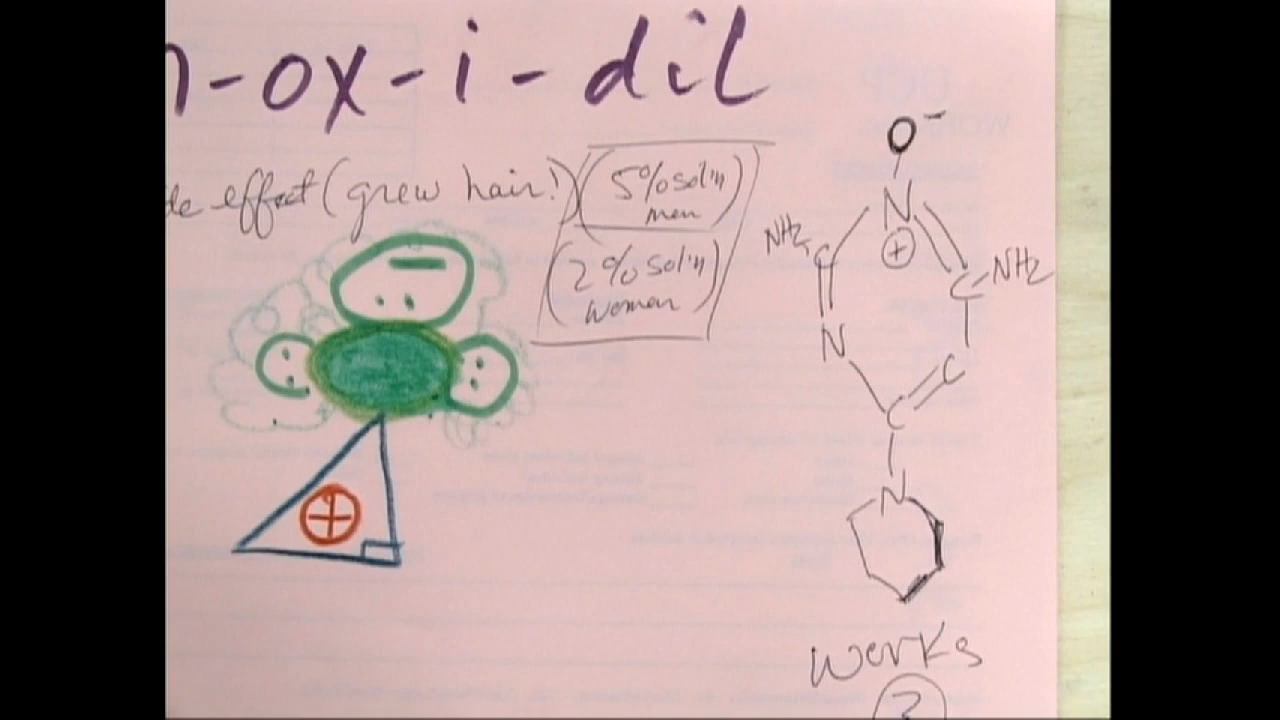 n-ox-i-dil
de effect (grew hair!)
(5% sol'n
men)
(2% sol'n
women)
O-
N
+
NH2
C
C
NH2
N
C
C
N
+
works
?